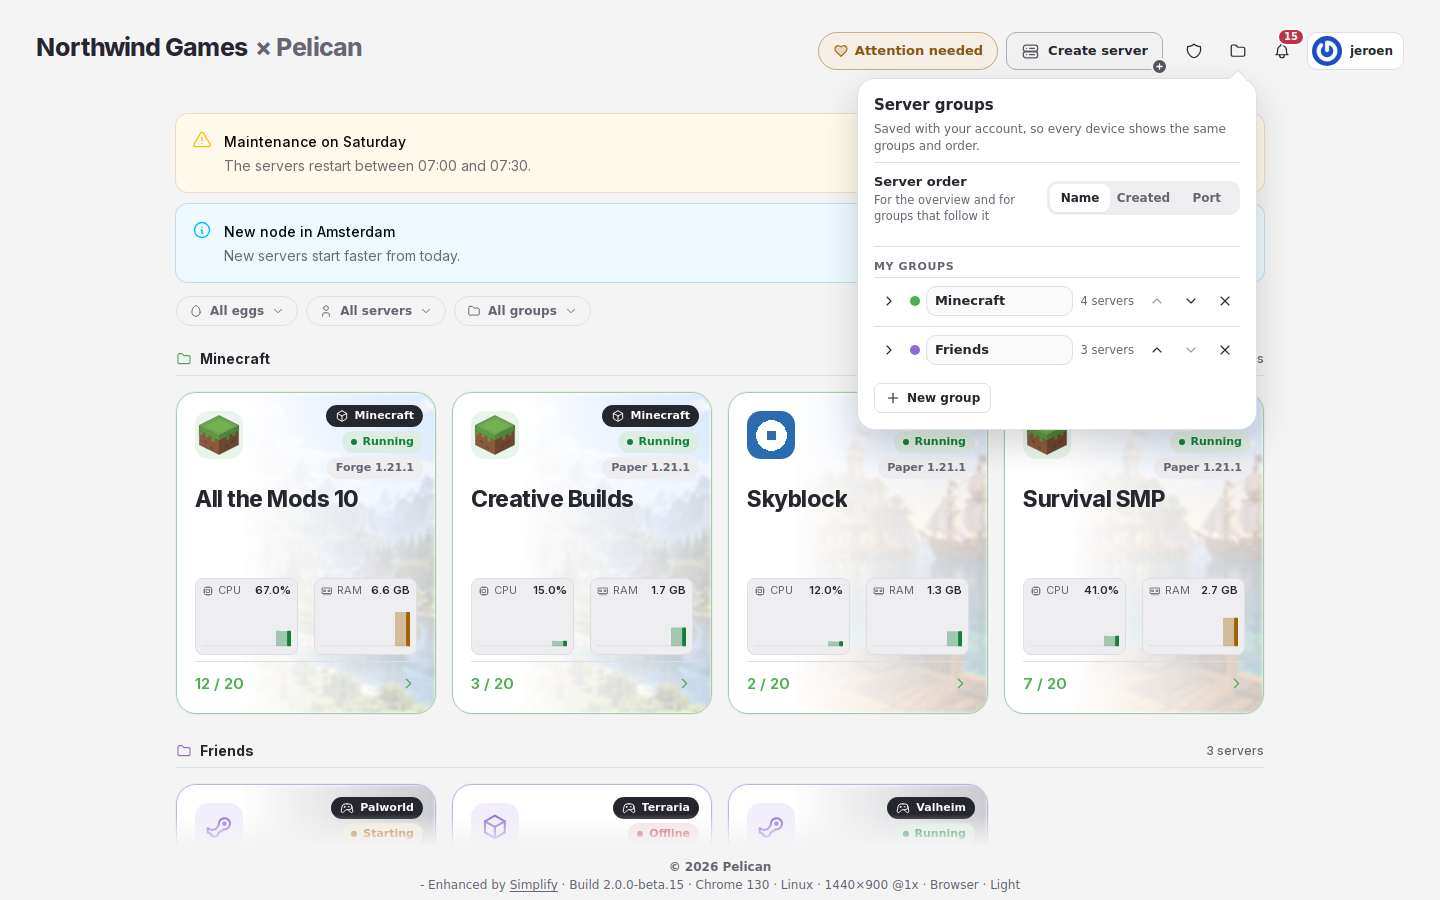 Northwind Games × Pelican
Attention needed
Create server
15
jeroen
Server groups
Saved with your account, so every device shows the same
groups and order.
Server order
For the overview and for
groups that follow it
Name Created Port
MY GROUPS
Minecraft 4 servers
Friends 3 servers
New group
Maintenance on Saturday
The servers restart between 07:00 and 07:30.
New node in Amsterdam
New servers start faster from today.
All eggs
All servers
All groups
Minecraft
Minecraft
Running
Forge 1.21.1
All the Mods 10
CPU 67.0% RAM 6.6 GB
12 / 20
Minecraft
Running
Paper 1.21.1
Creative Builds
CPU 15.0% RAM 1.7 GB
3 / 20
Running
Paper 1.21.1
Skyblock
CPU 12.0% RAM 1.3 GB
2 / 20
Running
Paper 1.21.1
Survival SMP
CPU 41.0% RAM 2.7 GB
7 / 20
Friends 3 servers
Palworld
Starting
Terraria
Offline
Valheim
Running
© 2026 Pelican
- Enhanced by Simplify · Build 2.0.0-beta.15 · Chrome 130 · Linux · 1440×900 @1x · Browser · Light